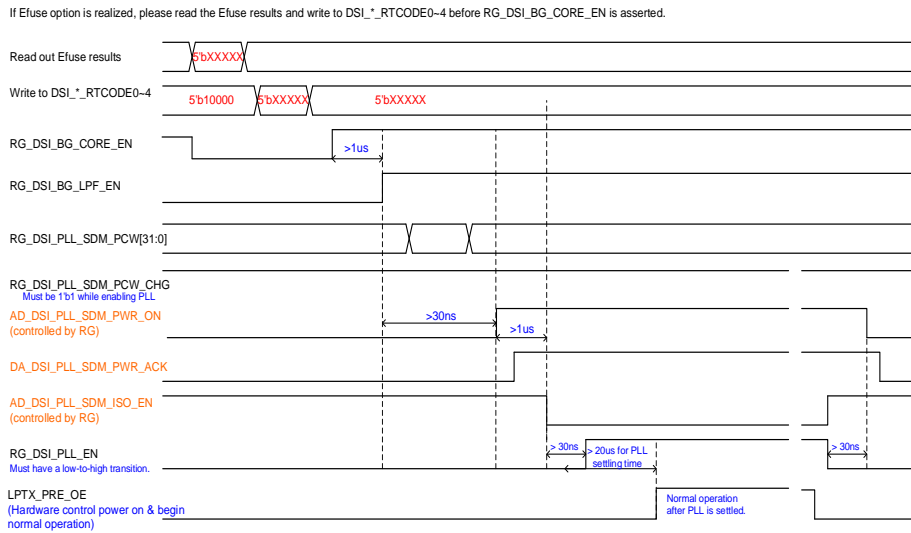 If Efuse option is realized, please read the Efuse results and write to DSI_*_RTCODE0~4 before RG_DSI_BG_CORE_EN is asserted.
Read out Efuse results
5'bXXXXX
Write to DSI_*_RTCODE0~4
5'b10000
5'bXXXXX
5'bXXXXX
RG_DSI_BG_CORE_EN
>1us
RG_DSI_BG_LPF_EN
RG_DSI_PLL_SDM_PCW[31:0]
RG_DSI_PLL_SDM_PCW_CHG
Must be 1'b1 while enabling PLL
AD_DSI_PLL_SDM_PWR_ON
(controlled by RG)
>30ns
>1us
DA_DSI_PLL_SDM_PWR_ACK
AD_DSI_PLL_SDM_ISO_EN
(controlled by RG)
RG_DSI_PLL_EN
Must have a low-to-high transition.
> 30ns
> 20us for PLL
settling time
> 30ns
LPTX_PRE_OE
(Hardware control power on & begin
normal operation)
Normal operation
after PLL is settled.